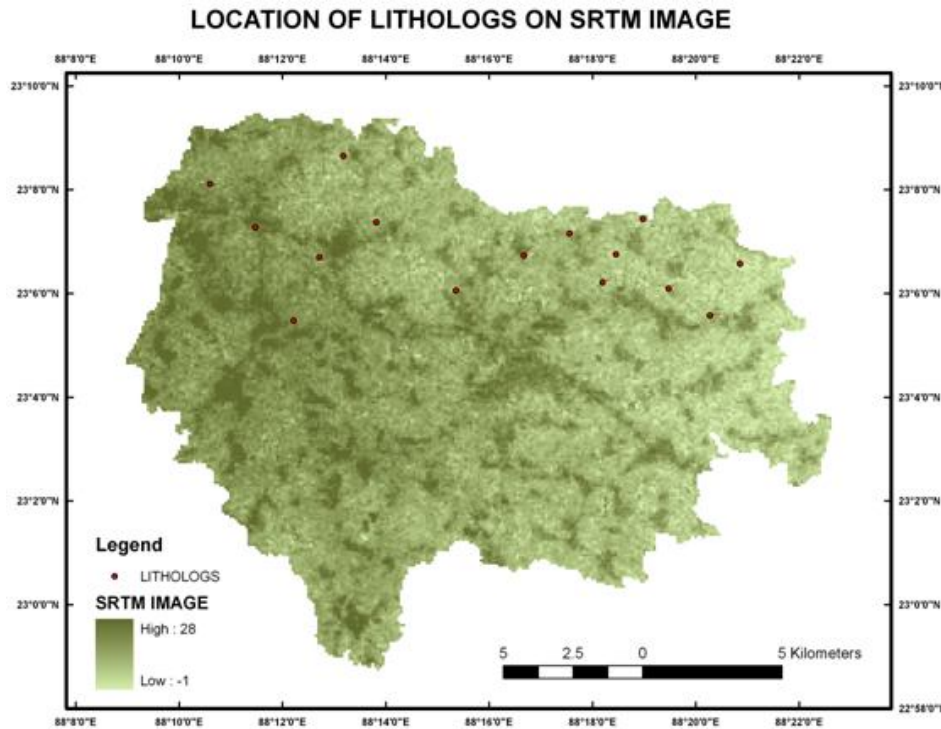 LOCATION OF LITHOLOGS ON SRTM IMAGE
88°8'0"E 88°10'0"E 88°12'0"E 88°14'0"E 88°16'0"E 88°18'0"E 88°20'0"E 88°22'0"E
23°10'0"N 23°10'0"N
23°8'0"N 23°8'0"N
23°6'0"N 23°6'0"N
23°4'0"N 23°4'0"N
23°2'0"N 23°2'0"N
23°0'0"N 23°0'0"N
22°58'0"N 22°58'0"N
Legend
LITHOLOGS
SRTM IMAGE
High : 28
Low : -1
5 2.5 0 5 Kilometers
88°8'0"E 88°10'0"E 88°12'0"E 88°14'0"E 88°16'0"E 88°18'0"E 88°20'0"E 88°22'0"E